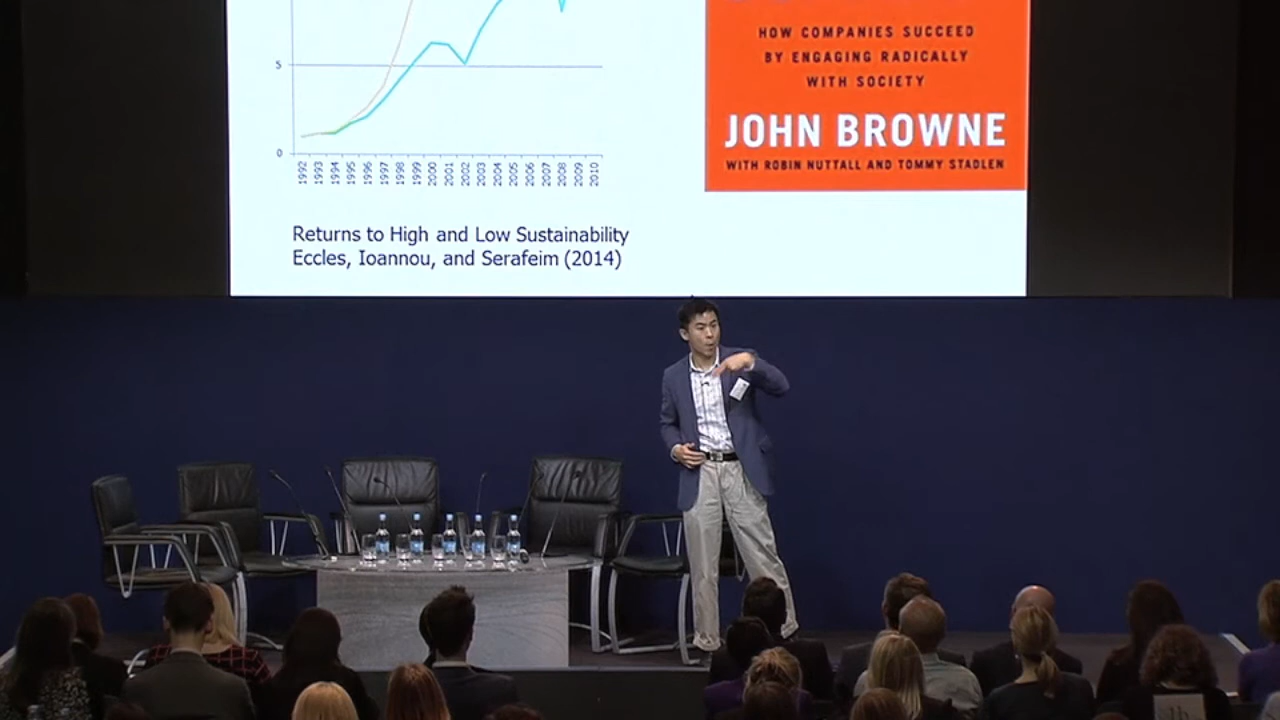 5
0
1992 1993 1994 1995 1996 1997 1998 1999 2000 2001 2002 2003 2004 2005 2006 2007 2008 2009 2010
Returns to High and Low Sustainability
Eccles, Ioannou, and Serafeim (2014)
HOW COMPANIES SUCCEED
BY ENGAGING RADICALLY
WITH SOCIETY
JOHN BROWNE
WITH ROBIN NUTTALL AND TOMMY STADLEN